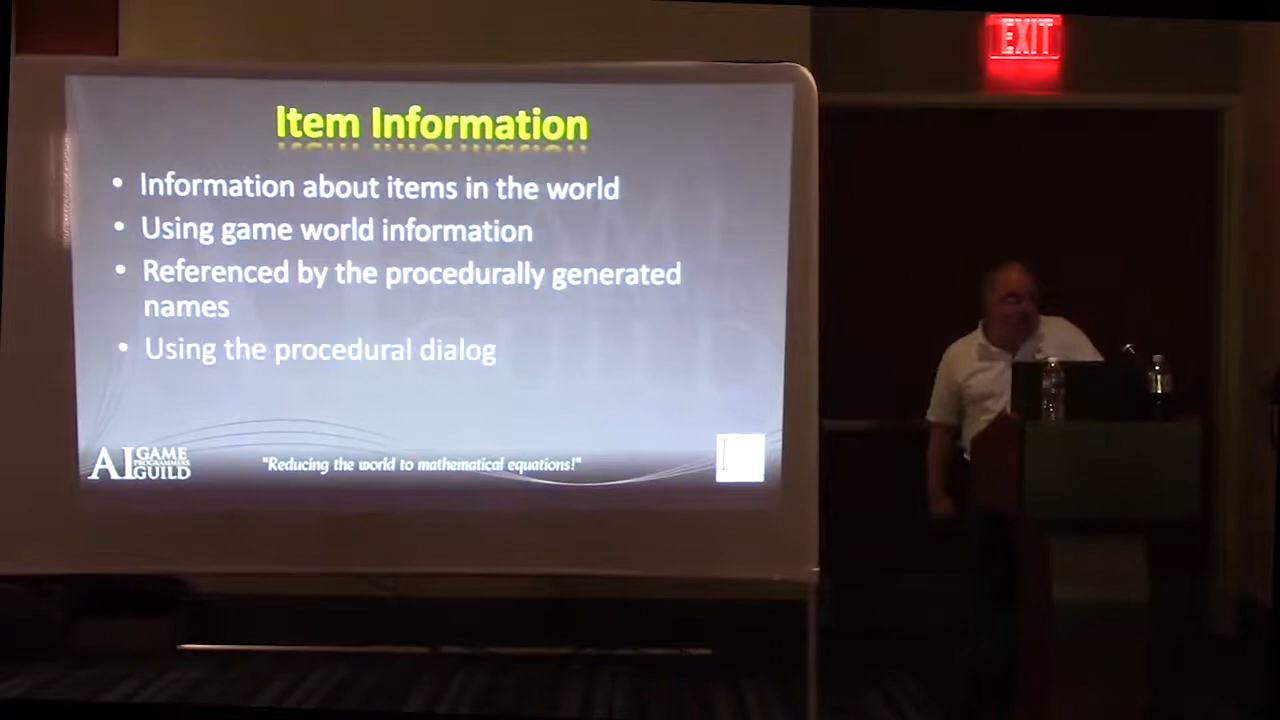 EXIT
Item Information
• Information about items in the world
• Using game world information
• Referenced by the procedurally generated
names
• Using the procedural dialog
AI GAME
PROGRAMMERS
GUILD
"Reducing the world to mathematical equations!"